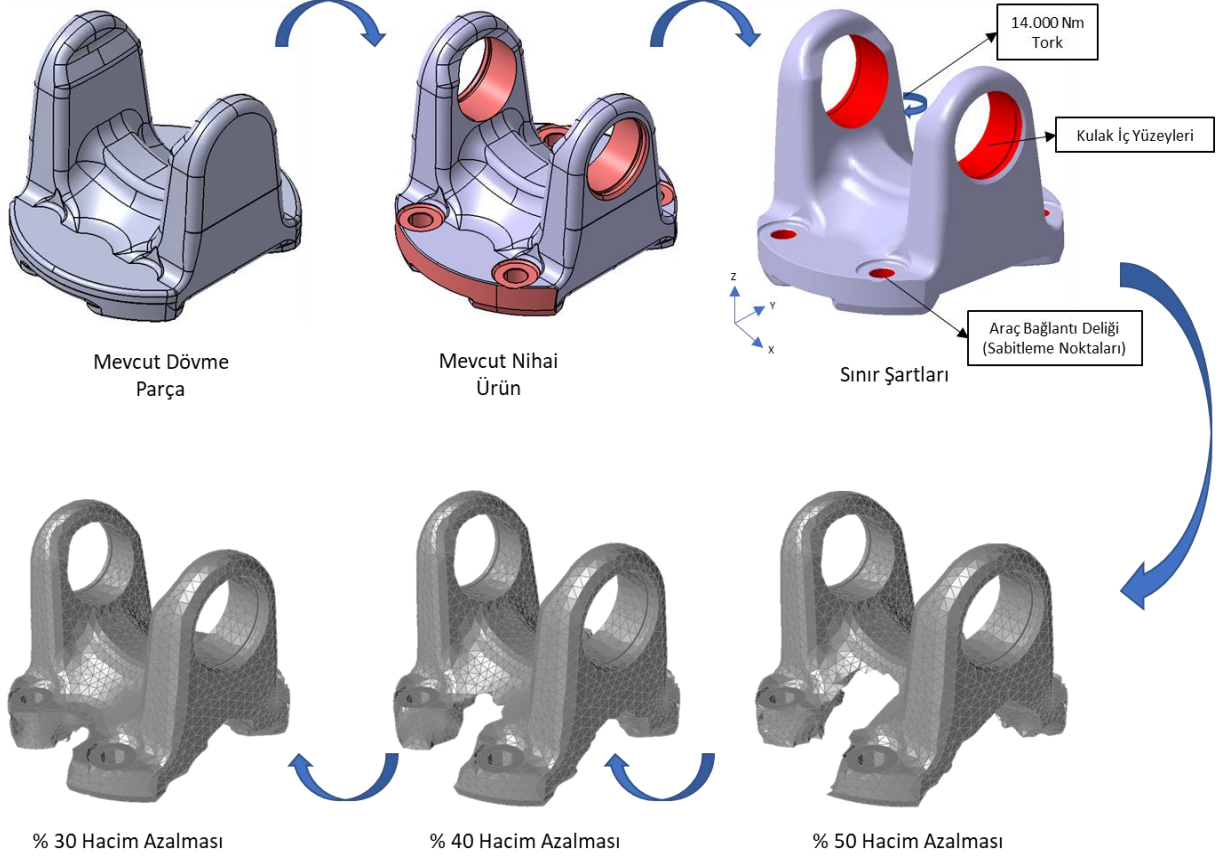 14.000 Nm
Tork
Kulak İç Yüzeyleri
Z
Y
X
Araç Bağlantı Deliği
(Sabitleme Noktaları)
Mevcut Dövme
Parça
Mevcut Nihai
Ürün
Sınır Şartları
% 30 Hacim Azalması
% 40 Hacim Azalması
% 50 Hacim Azalması